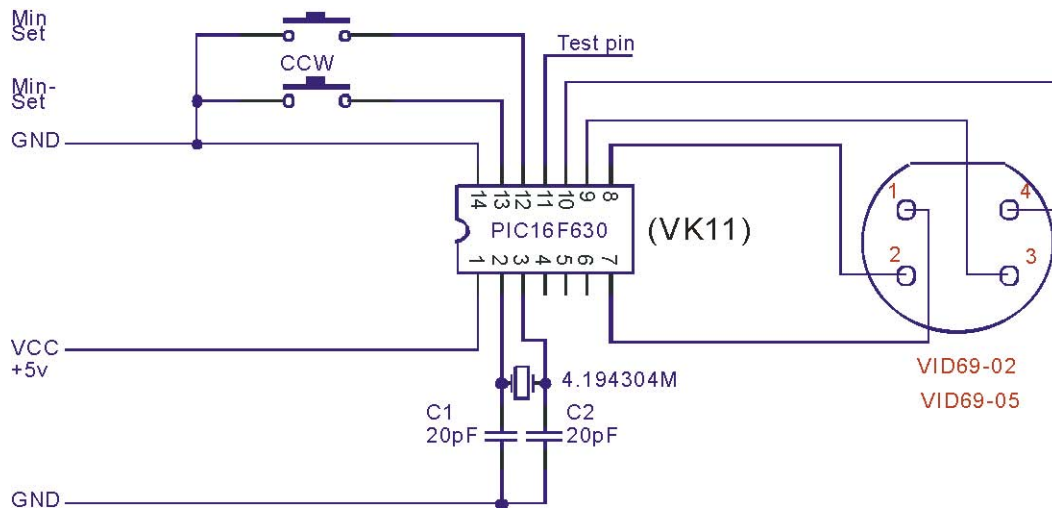 Min
Set
CCW
Test pin
Min-
Set
GND
14 13 12 11 10 9 8
PIC16F630
(VK11)
1 2 3 4 5 6 7
1
4
2
3
VCC
+5v
4.194304M
VID69-02
VID69-05
C1
20pF
C2
20pF
GND